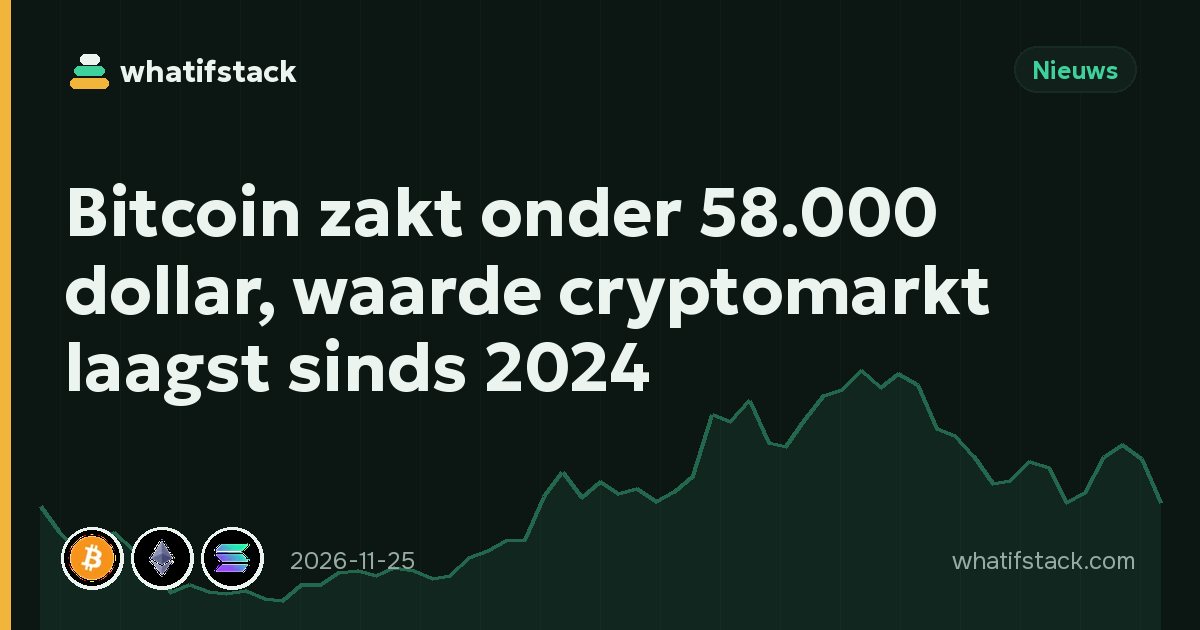 whatifstack
Nieuws
Bitcoin zakt onder 58.000
dollar, waarde cryptomarkt
laagst sinds 2024
2026-11-25
whatifstack.com